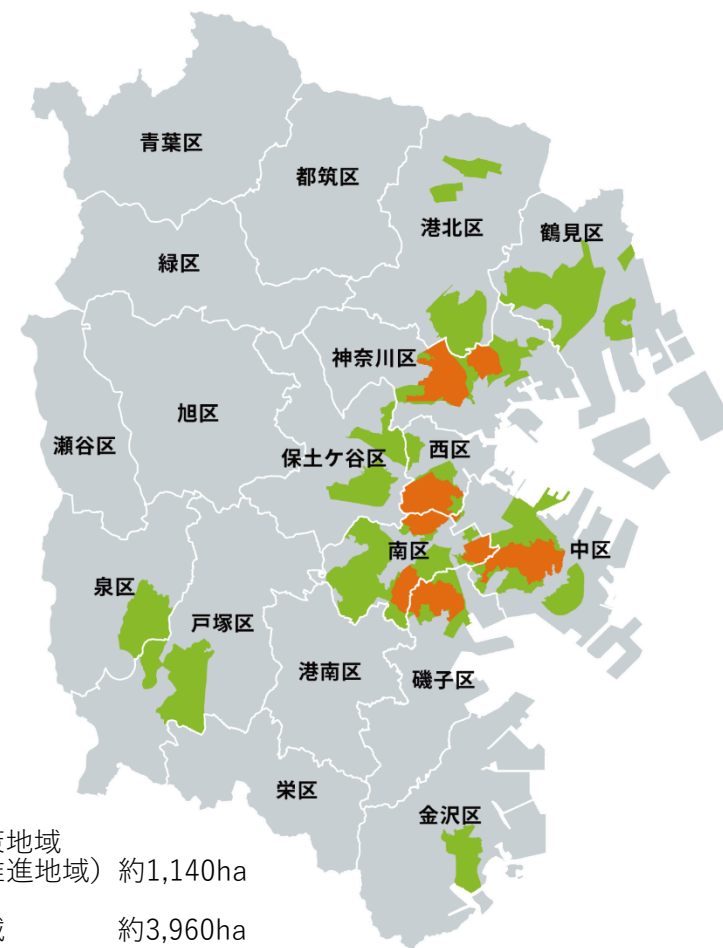 青葉区
都筑区
港北区
鶴見区
緑区
神奈川区
旭区
瀬谷区
保土ケ谷区
西区
南区
中区
泉区
戸塚区
港南区
磯子区
栄区
金沢区
地域
進地域）約1,140ha
約3,960ha